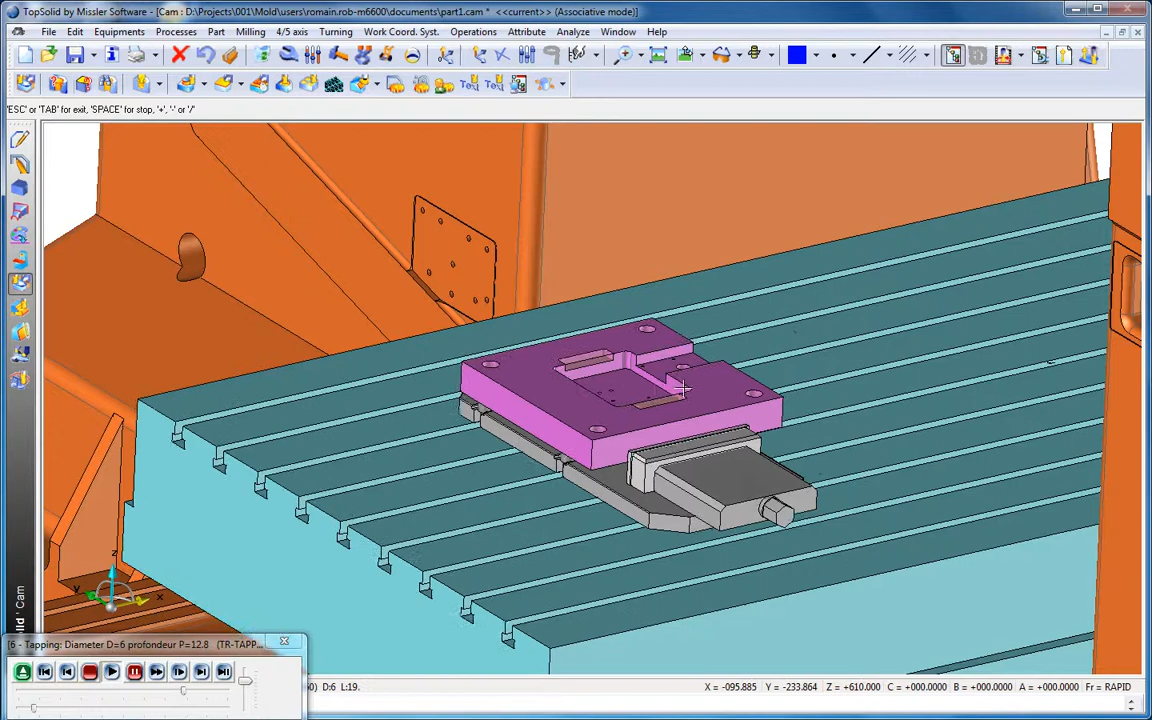 TopSolid by Missler Software - [Cam : D:\Projects\001\Mold\users\romain.rob-m6600\documents\part1.cam * <<current>> (Associative mode)]
File Edit Equipments Processes Part Milling 4/5 axis Turning Work Coord. Syst. Operations Attribute Analyze Window Help
'ESC' or 'TAB' for exit, 'SPACE' for stop, '+', '-' or '/'
TopSolid'Cam
z
y
x
[6 - Tapping: Diameter D=6 profondeur P=12.8 (TR-TAPP...
D:6 L:19.
X = -095.885 Y = -233.864 Z = +610.000 C = +000.0000 B = +000.0000 A = +000.0000 Fr = RAPID